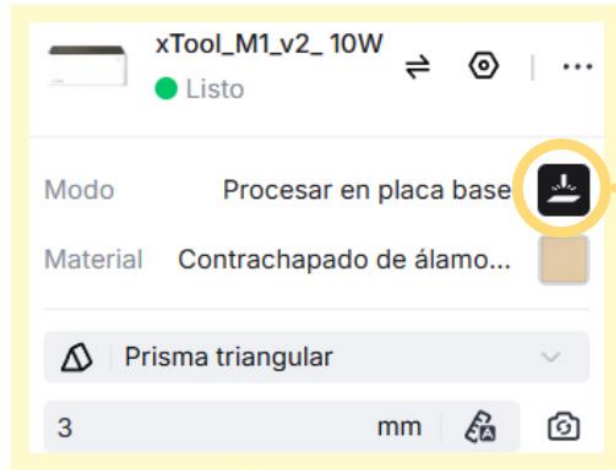 xTool_M1_v2_ 10W
Listo
Modo Procesar en placa base
Material Contrachapado de álamo...
Prisma triangular
3 mm A